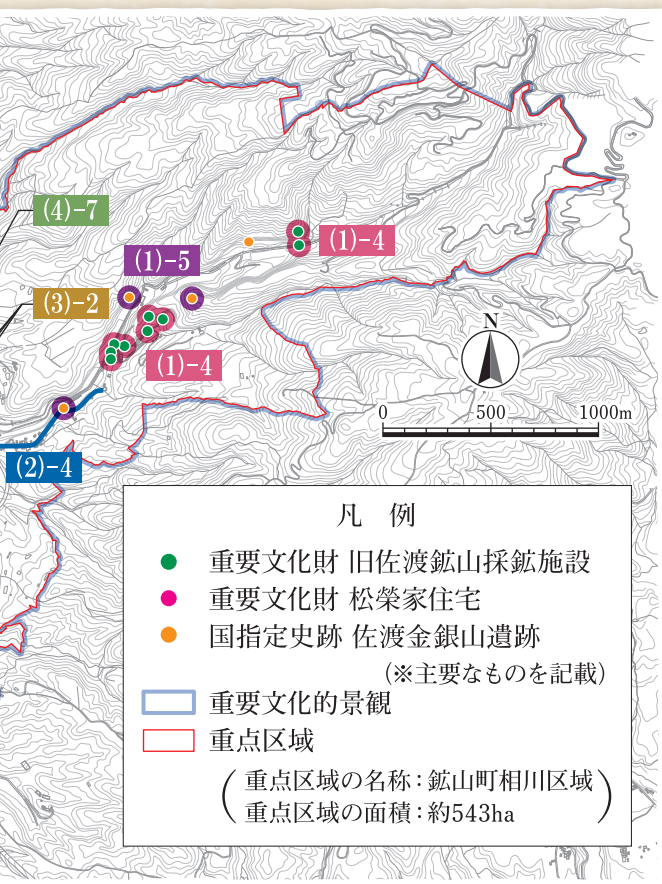 (4)-7
(1)-4
(1)-5
(3)-2
(1)-4
N
0 500 1000m
(2)-4
凡 例
重要文化財 旧佐渡鉱山採鉱施設
重要文化財 松榮家住宅
国指定史跡 佐渡金銀山遺跡
(※主要なものを記載)
重要文化的景観
重点区域
重点区域の名称：鉱山町相川区域
重点区域の面積：約543ha